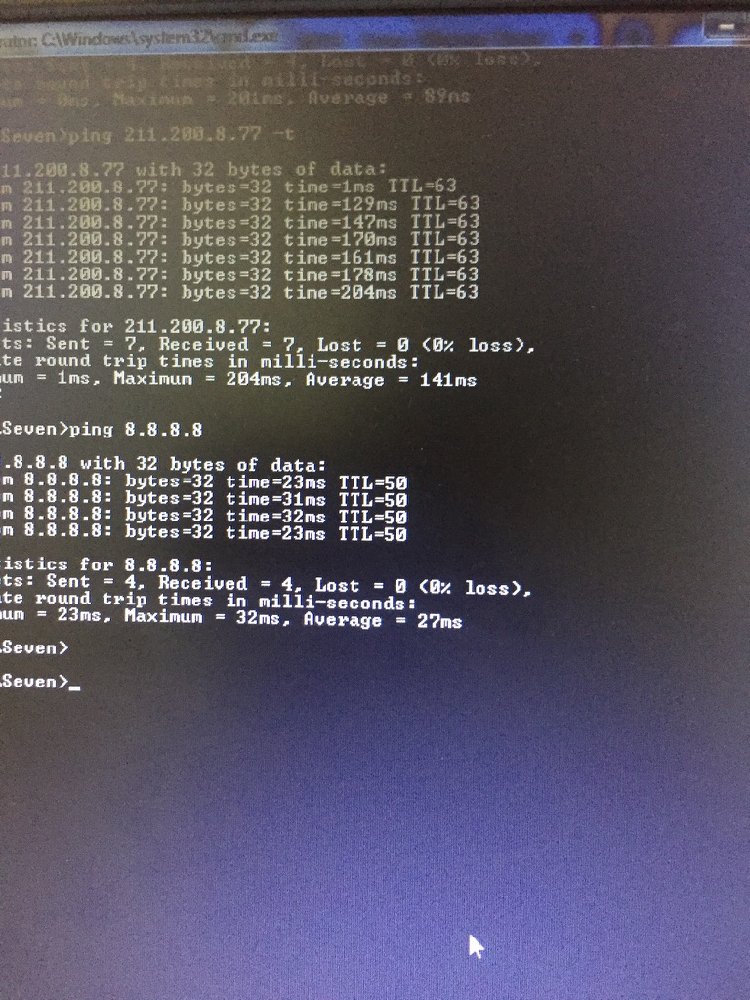 ator: C:\Windows\system32\cmd.exe
4, Received = 4, Lost = 0 (0% loss),
round trip times in milli-seconds:
um = 0ms, Maximum = 201ms, Average = 89ms
Seven>ping 211.200.8.77 -t
11.200.8.77 with 32 bytes of data:
m 211.200.8.77: bytes=32 time=1ms TTL=63
m 211.200.8.77: bytes=32 time=129ms TTL=63
m 211.200.8.77: bytes=32 time=147ms TTL=63
m 211.200.8.77: bytes=32 time=170ms TTL=63
m 211.200.8.77: bytes=32 time=161ms TTL=63
m 211.200.8.77: bytes=32 time=178ms TTL=63
m 211.200.8.77: bytes=32 time=204ms TTL=63
istics for 211.200.8.77:
ts: Sent = 7, Received = 7, Lost = 0 (0% loss),
te round trip times in milli-seconds:
um = 1ms, Maximum = 204ms, Average = 141ms
:
\Seven>ping 8.8.8.8
.8.8.8 with 32 bytes of data:
m 8.8.8.8: bytes=32 time=23ms TTL=50
m 8.8.8.8: bytes=32 time=31ms TTL=50
m 8.8.8.8: bytes=32 time=32ms TTL=50
m 8.8.8.8: bytes=32 time=23ms TTL=50
istics for 8.8.8.8:
ts: Sent = 4, Received = 4, Lost = 0 (0% loss),
te round trip times in milli-seconds:
um = 23ms, Maximum = 32ms, Average = 27ms
\Seven>
\Seven>_